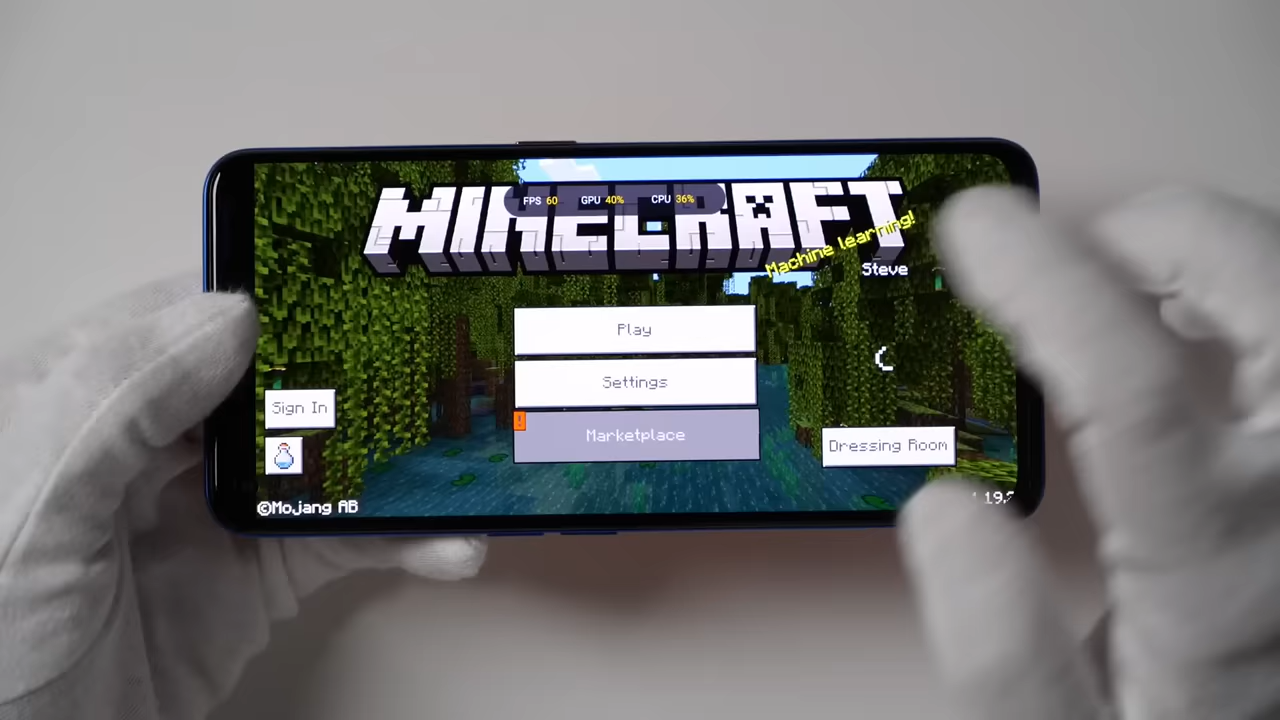 MINECRAFT
FPS 60 GPU 40% CPU 36%
Machine learning!
Steve
Play
Settings
Sign In
Marketplace
Dressing Room
©Mojang AB